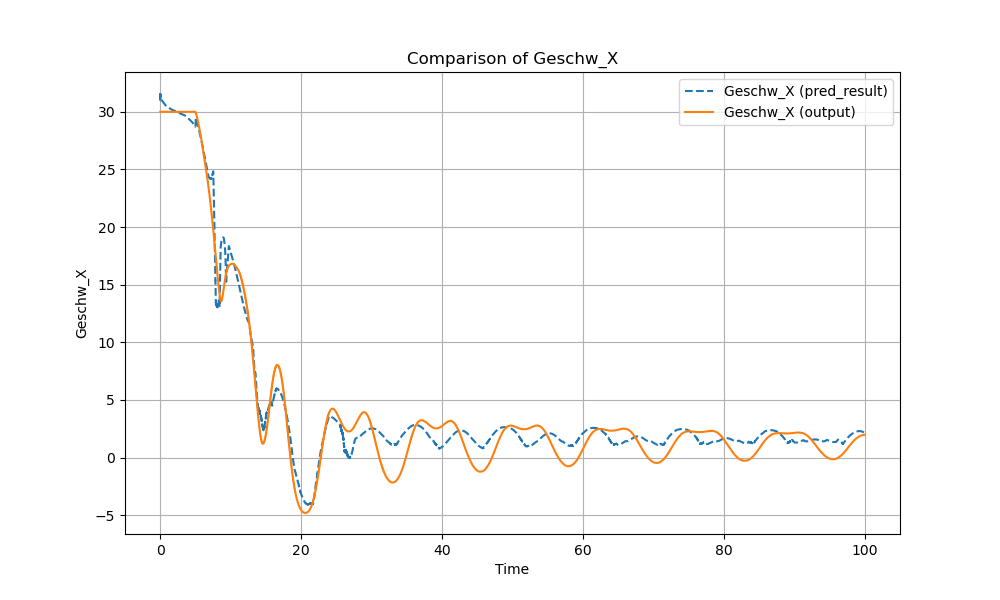 Comparison of Geschw_X
Geschw_X (pred_result)
Geschw_X (output)
30
25
20
15
10
5
0
−5
Geschw_X
0 20 40 60 80 100
Time